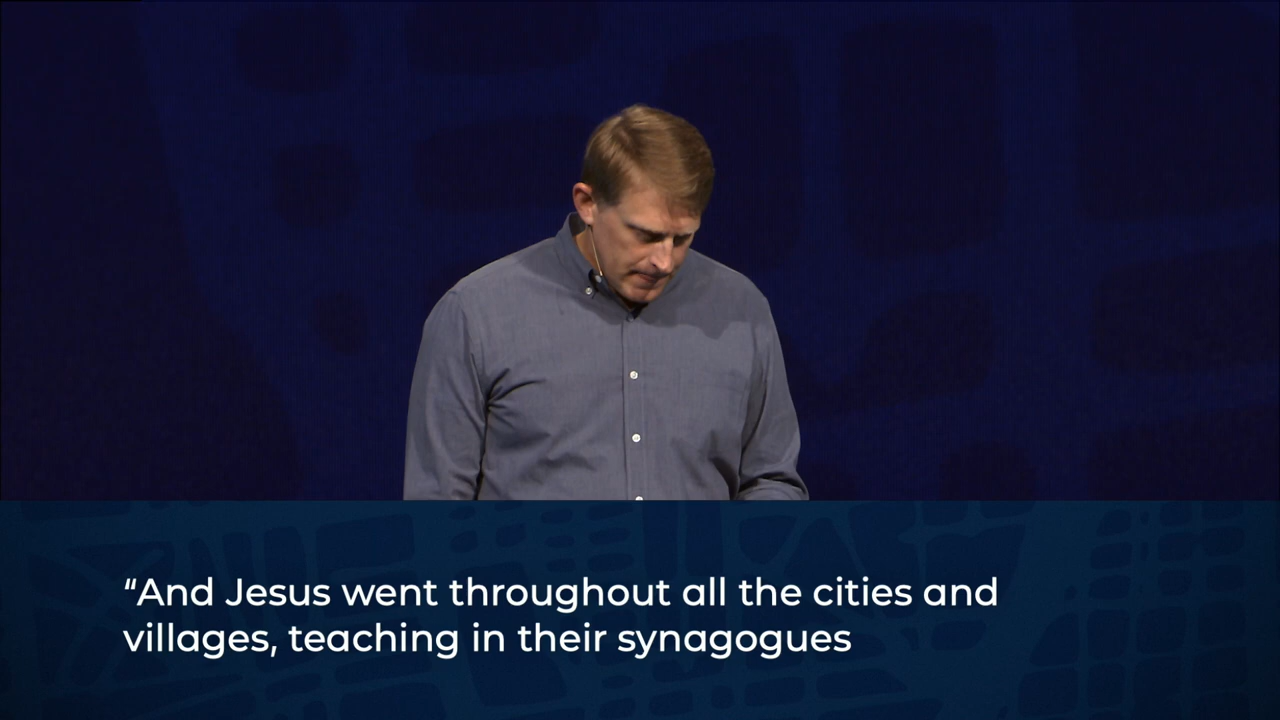 “And Jesus went throughout all the cities and
villages, teaching in their synagogues